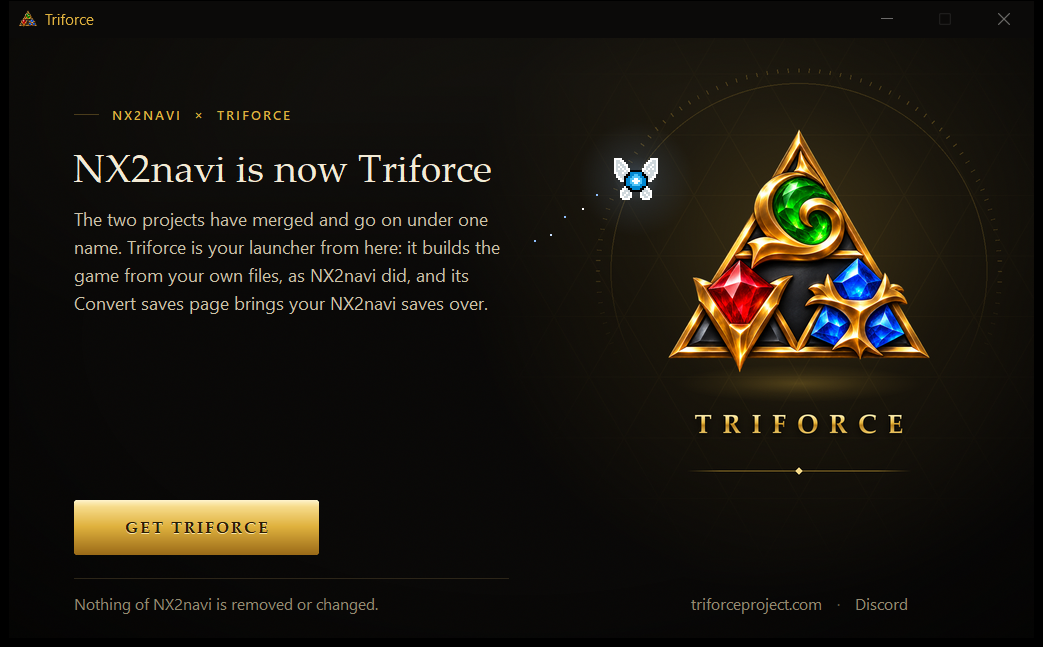 Triforce
NX2NAVI × TRIFORCE
NX2navi is now Triforce
The two projects have merged and go on under one
name. Triforce is your launcher from here: it builds the
game from your own files, as NX2navi did, and its
Convert saves page brings your NX2navi saves over.
TRIFORCE
GET TRIFORCE
Nothing of NX2navi is removed or changed.
triforceproject.com · Discord